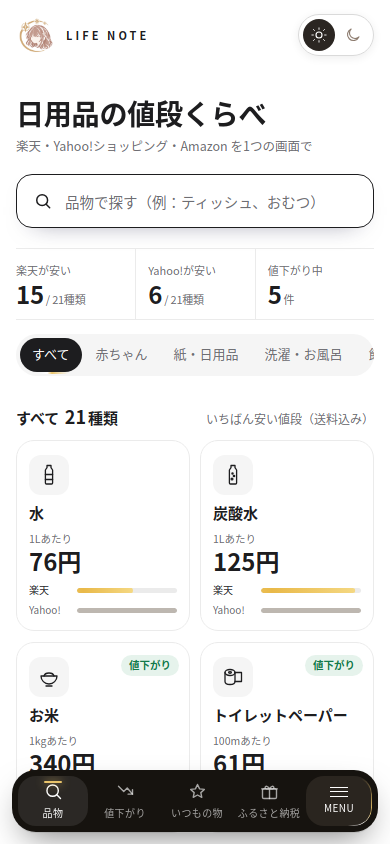 LIFE NOTE
日用品の値段くらべ
楽天・Yahoo!ショッピング・Amazon を1つの画面で
品物で探す（例：ティッシュ、おむつ）
楽天が安い Yahoo!が安い 値下がり中
15 / 21種類 6 / 21種類 5 件
すべて 赤ちゃん 紙・日用品 洗濯・お風呂
すべて 21種類 いちばん安い値段（送料込み）
水 炭酸水
1Lあたり 1Lあたり
76円 125円
楽天 楽天
Yahoo! Yahoo!
値下がり 値下がり
お米 トイレットペーパー
1kgあたり 100mあたり
340円 61円
品物 値下がり いつもの物 ふるさと納税 MENU